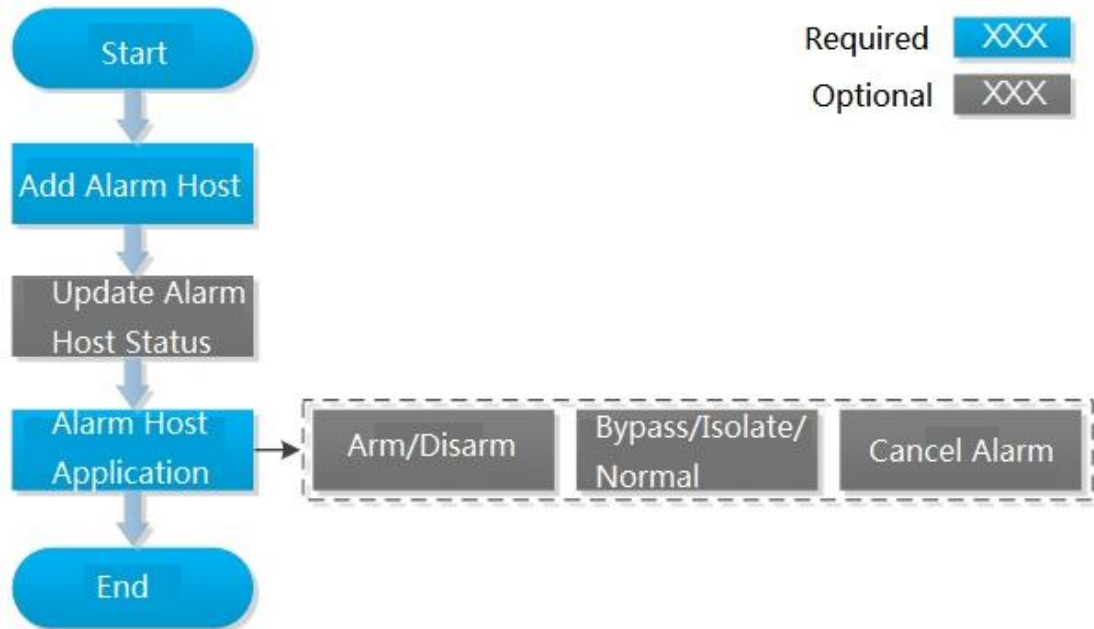 Start
Required XXX
Optional XXX
Add Alarm Host
Update Alarm
Host Status
Alarm Host
Application
Arm/Disarm
Bypass/Isolate/
Normal
Cancel Alarm
End